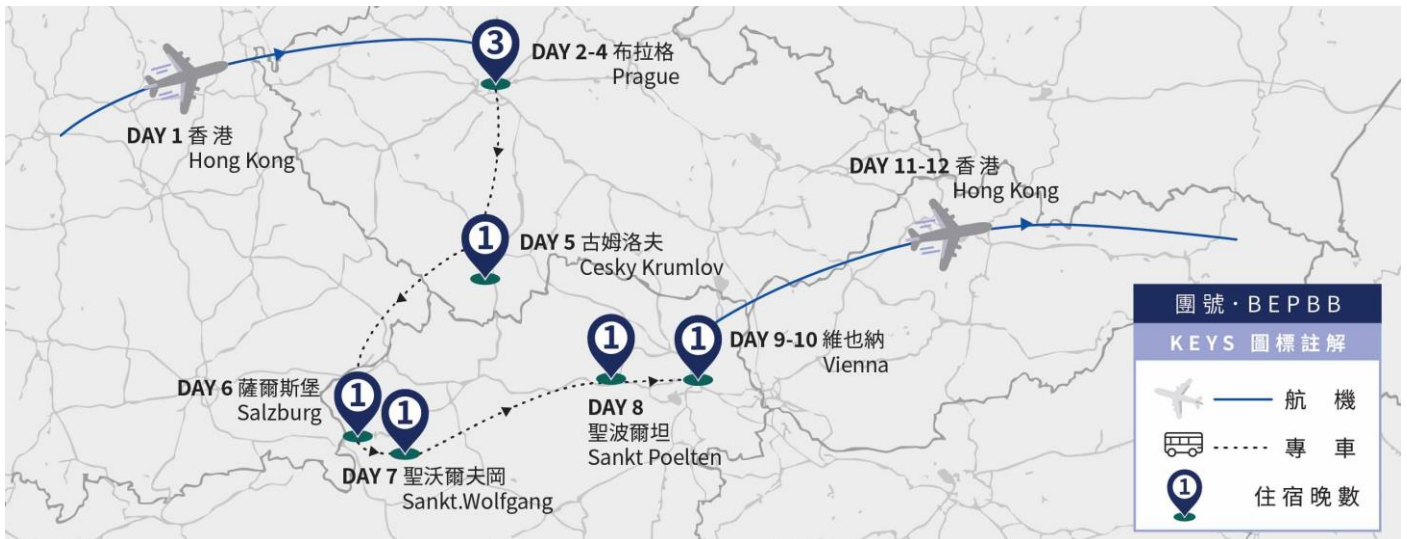 3
DAY 2-4 布拉格
Prague
DAY 1 香港
Hong Kong
DAY 11-12 香港
Hong Kong
1
DAY 5 古姆洛夫
Cesky Krumlov
團號·BEPBB
KEYS 圖標註解
航機
專車
1
住宿晚數
1
1
DAY 9-10 維也納
Vienna
DAY 6 薩爾斯堡
Salzburg
1
1
DAY 8
聖波爾坦
Sankt Poelten
DAY 7 聖沃爾夫岡
Sankt.Wolfgang